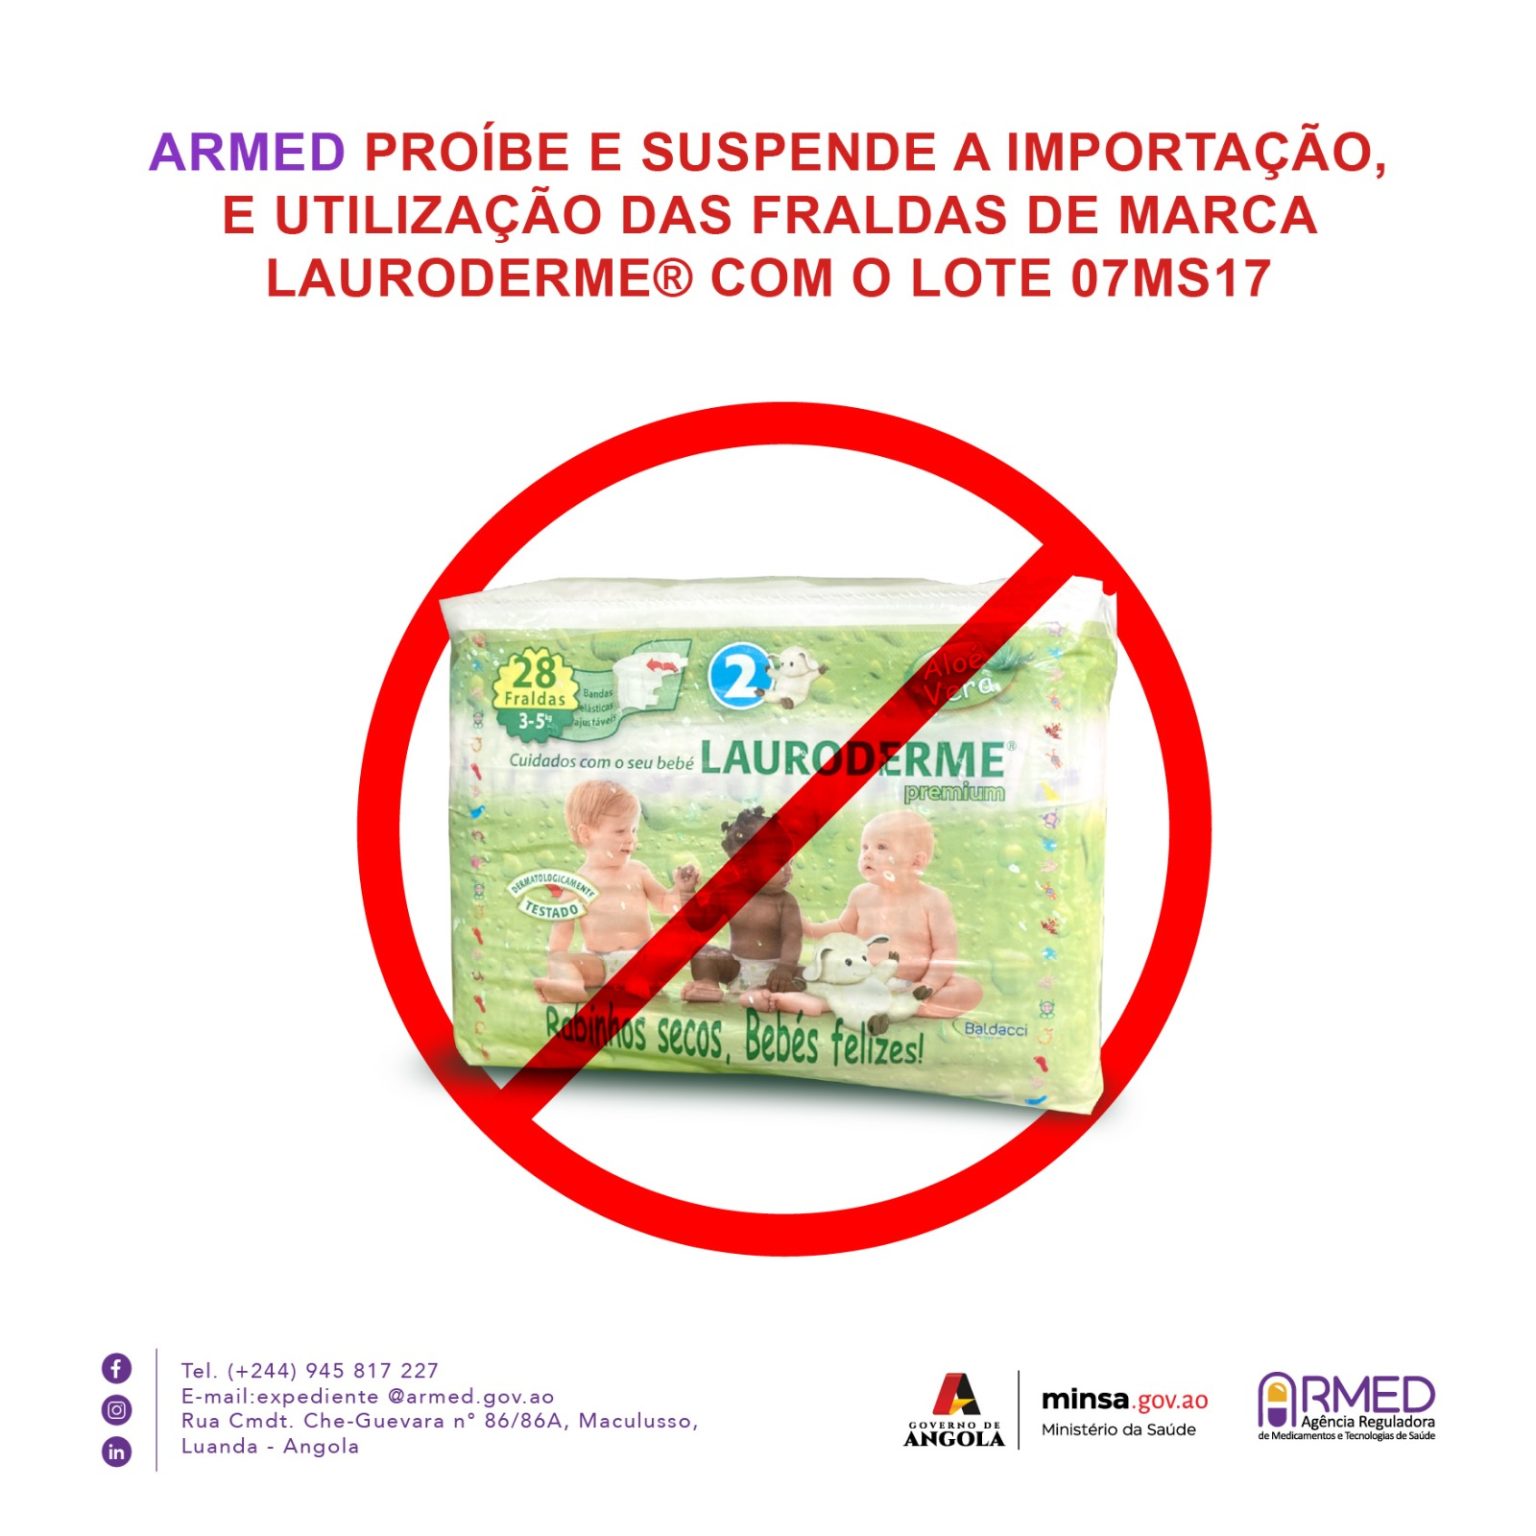 ARMED PROÍBE E SUSPENDE A IMPORTAÇÃO,
E UTILIZAÇÃO DAS FRALDAS DE MARCA
LAURODERME® COM O LOTE 07MS17
28
Fraldas
3-5kg
Bandas
elásticas
ajustáveis
2
Aloé
Vera
Cuidados com o seu bebé LAURODERME®
premium
DERMATOLOGICAMENTE
TESTADO
Baldacci
Rabinhos secos, Bebés felizes!
Tel. (+244) 945 817 227
E-mail:expediente @armed.gov.ao
Rua Cmdt. Che-Guevara n° 86/86A, Maculusso,
Luanda - Angola
GOVERNO DE
ANGOLA
minsa.gov.ao
Ministério da Saúde
ARMED
Agência Reguladora
de Medicamentos e Tecnologias de Saúde